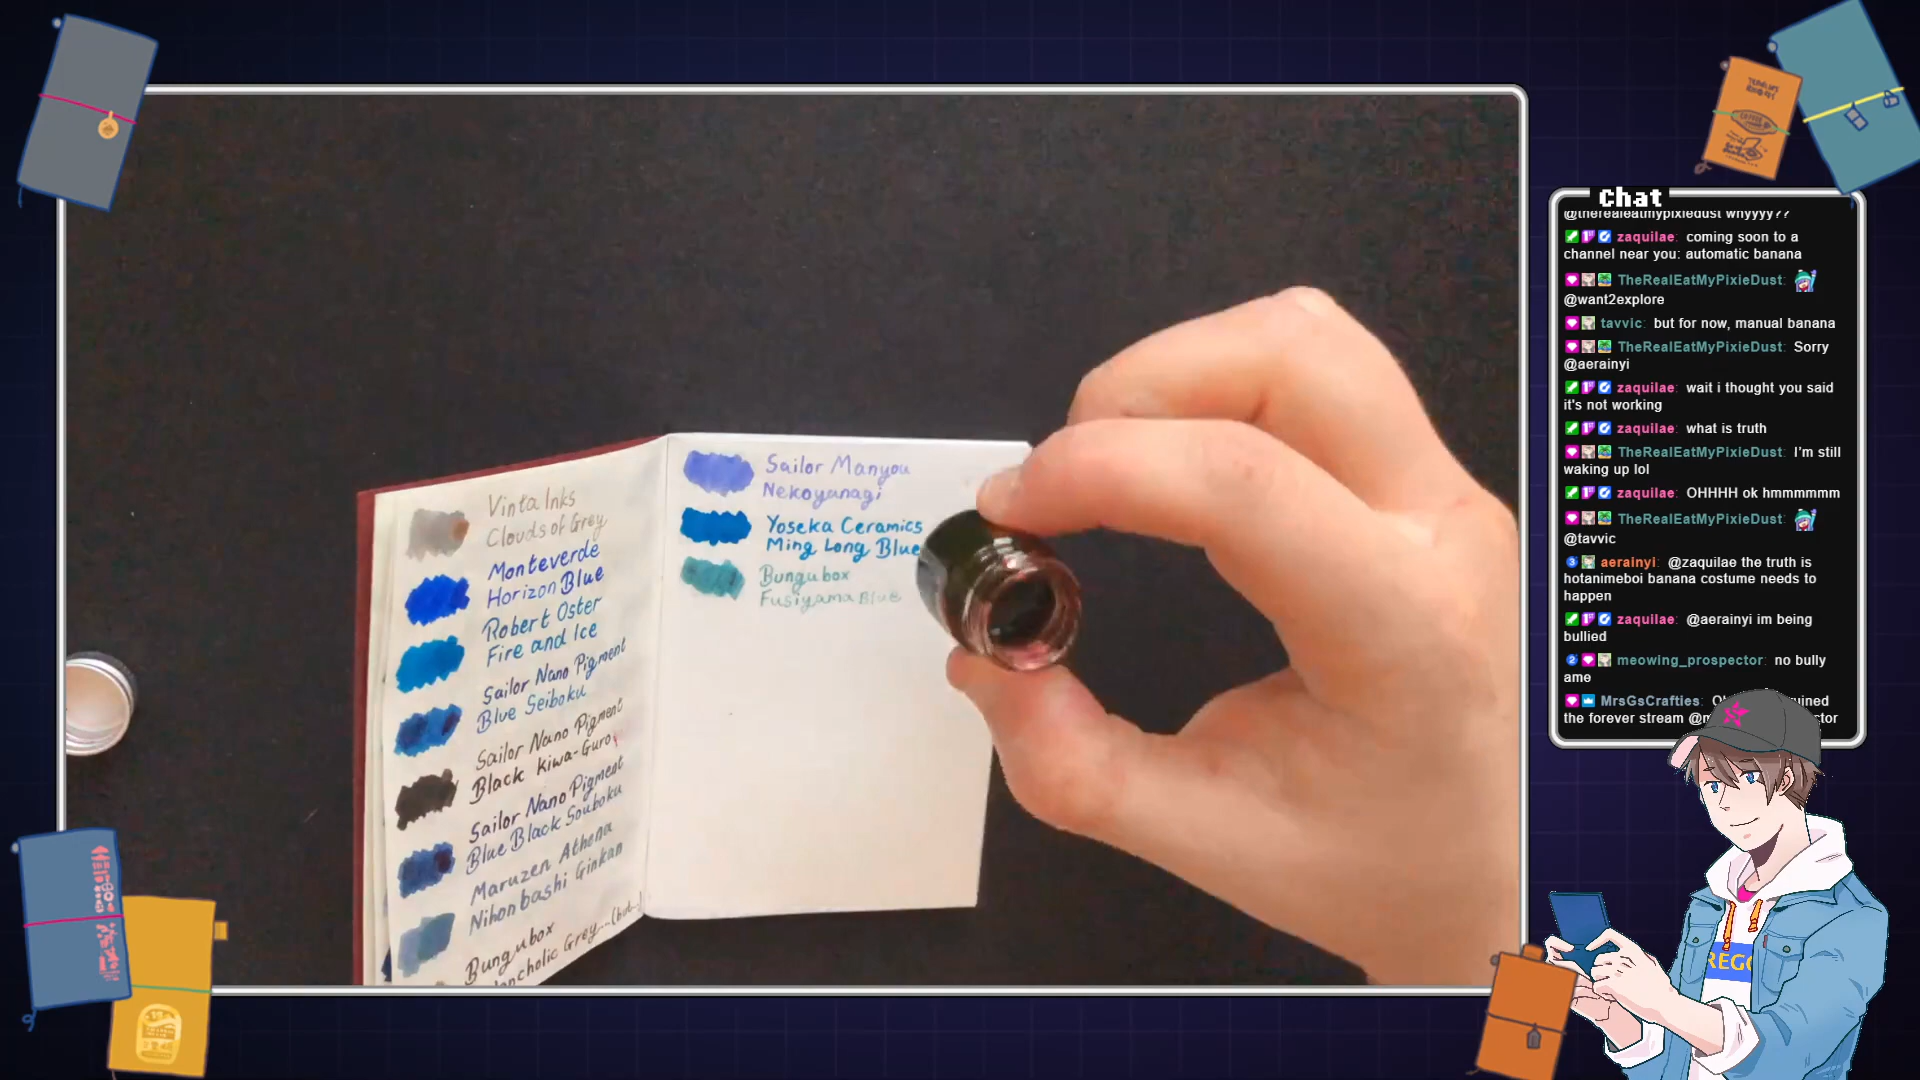 Vinta Inks
Clouds of Grey
Monteverde
Horizon Blue
Robert Oster
Fire and Ice
Sailor Nano Pigment
Blue Seiboku
Sailor Nano Pigment
Black Kiwa-Guro
Sailor Nano Pigment
Blue Black Souboku
Maruzen Athena
Nihonbashi Ginkan
Bungubox
ncholic Grey...
Sailor Manyou
Nekoyanagi
Yoseka Ceramics
Ming Long Blue
Bungubox
Fusiyama Blue
Chat
@therealeatmypixiedust whyyyy??
zaquilae: coming soon to a
channel near you: automatic banana
TheRealEatMyPixieDust:
@want2explore
tavvic: but for now, manual banana
TheRealEatMyPixieDust: Sorry
@aerainyi
zaquilae: wait i thought you said
it's not working
zaquilae: what is truth
TheRealEatMyPixieDust: I'm still
waking up lol
zaquilae: OHHHH ok hmmmmmm
TheRealEatMyPixieDust:
@tavvic
aerainyi: @zaquilae the truth is
hotanimeboi banana costume needs to
happen
zaquilae: @aerainyi im being
bullied
meowing_prospector: no bully
ame
MrsGsCrafties:
the forever stream
REGO